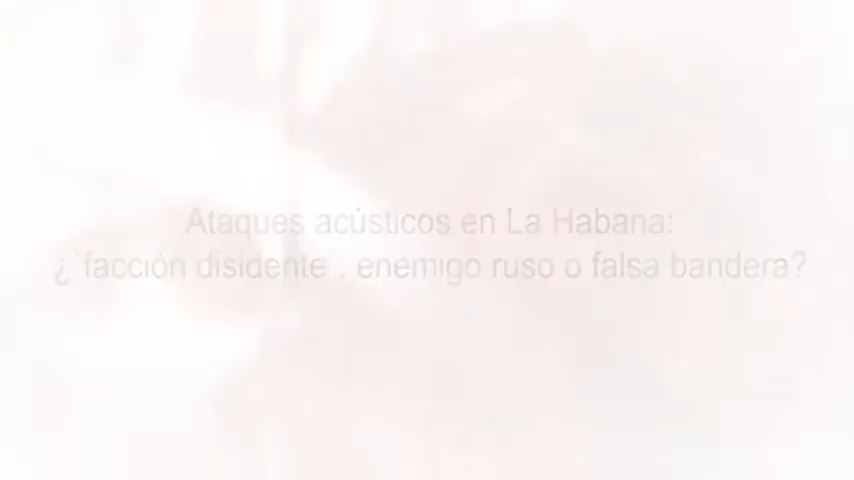 Ataques acústicos en La Habana:
¿`facción disidente , enemigo ruso o falsa bandera?